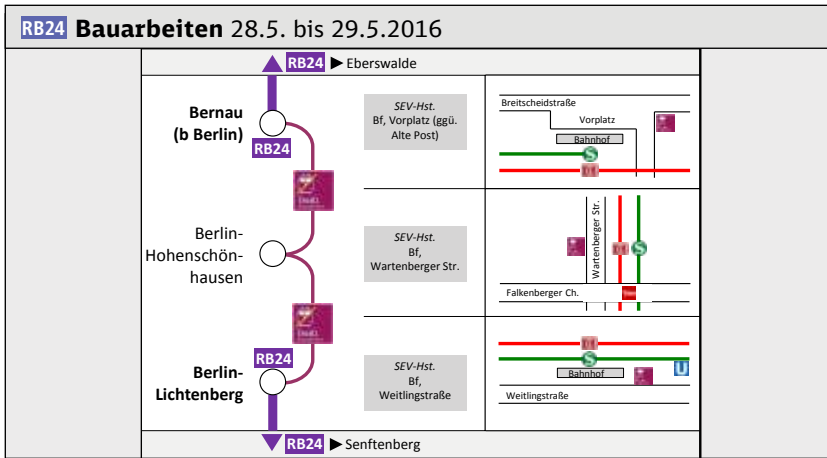 RB24 Bauarbeiten 28.5. bis 29.5.2016
RB24 ▶ Eberswalde
Bernau
(b Berlin)
RB24
SEV-Hst.
Bf, Vorplatz (ggü.
Alte Post)
Breitscheidstraße
Vorplatz
Bahnhof
S
Berlin-
Hohenschön-
hausen
SEV-Hst.
Bf,
Wartenberger Str.
Wartenberger Str.
S
Falkenberger Ch.
RB24
Berlin-
Lichtenberg
SEV-Hst.
Bf,
Weitlingstraße
S
Bahnhof
U
Weitlingstraße
RB24 ▶ Senftenberg